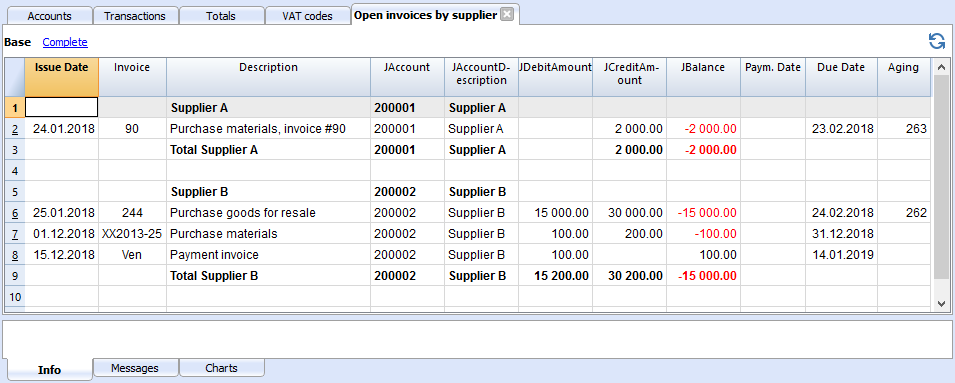 Accounts Transactions Totals VAT codes Open invoices by supplier
Base Complete
Issue Date Invoice Description JAccount JAccountD-escription JDebitAmount JCreditAm-ount JBalance Paym. Date Due Date Aging
1 Supplier A 200001 Supplier A
2 24.01.2018 90 Purchase materials, invoice #90 200001 Supplier A 2 000.00 -2 000.00 23.02.2018 263
3 Total Supplier A 200001 Supplier A 2 000.00 -2 000.00
4
5 Supplier B 200002 Supplier B
6 25.01.2018 244 Purchase goods for resale 200002 Supplier B 15 000.00 30 000.00 -15 000.00 24.02.2018 262
7 01.12.2018 XX2013-25 Purchase materials 200002 Supplier B 100.00 200.00 -100.00 31.12.2018
8 15.12.2018 Ven Payment invoice 200002 Supplier B 100.00 100.00 14.01.2019
9 Total Supplier B 200002 Supplier B 15 200.00 30 200.00 -15 000.00
10
Info Messages Charts